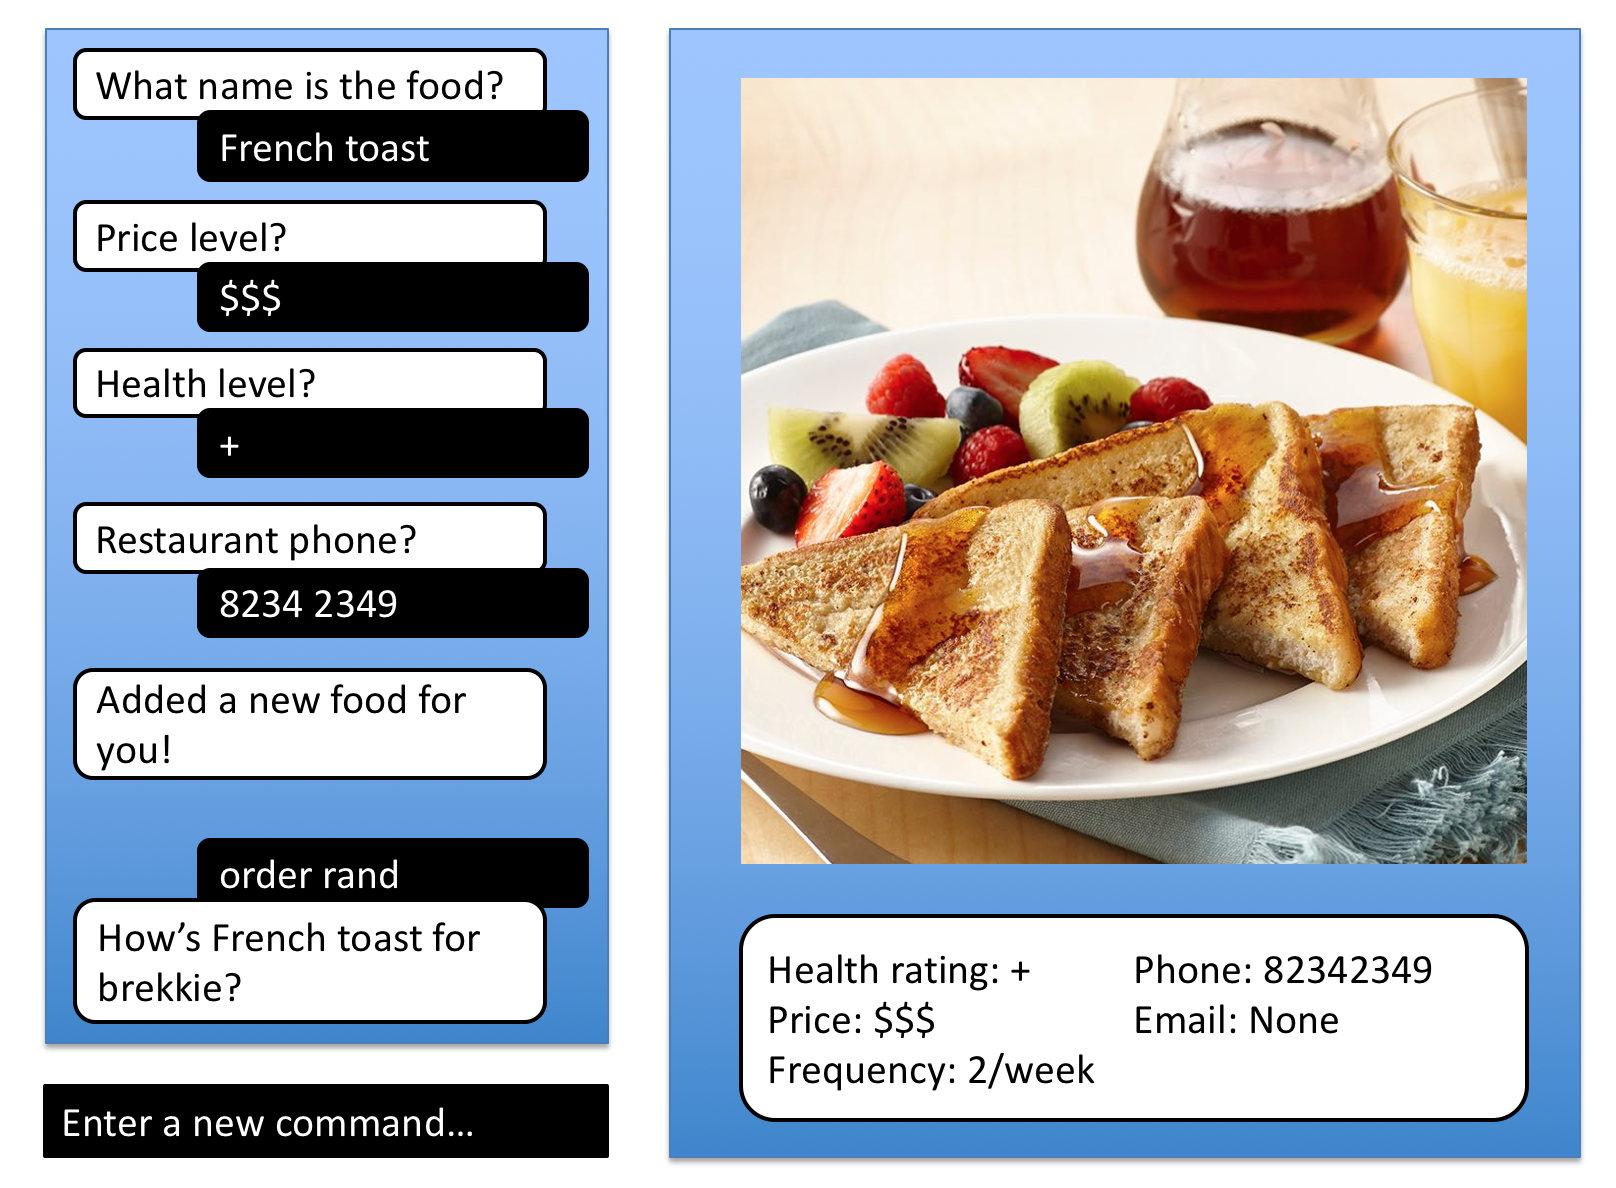 What name is the food?
French toast
Price level?
$$$
Health level?
+
Restaurant phone?
8234 2349
Added a new food for
you!
order rand
How’s French toast for
brekkie?
Enter a new command...
Health rating: +
Price: $$$
Frequency: 2/week
Phone: 82342349
Email: None